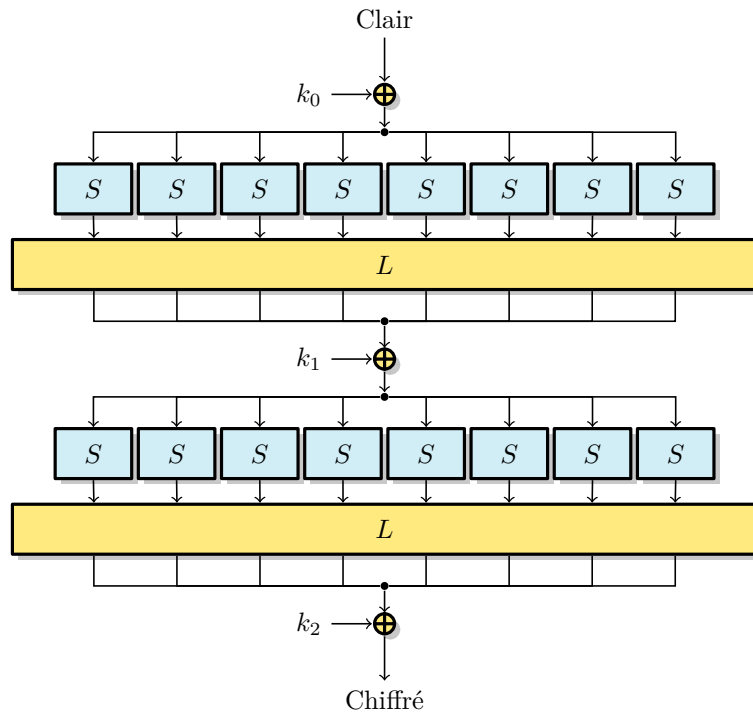 Clair
k₀
S S S S S S S S
L
k₁
S S S S S S S S
L
k₂
Chiffré